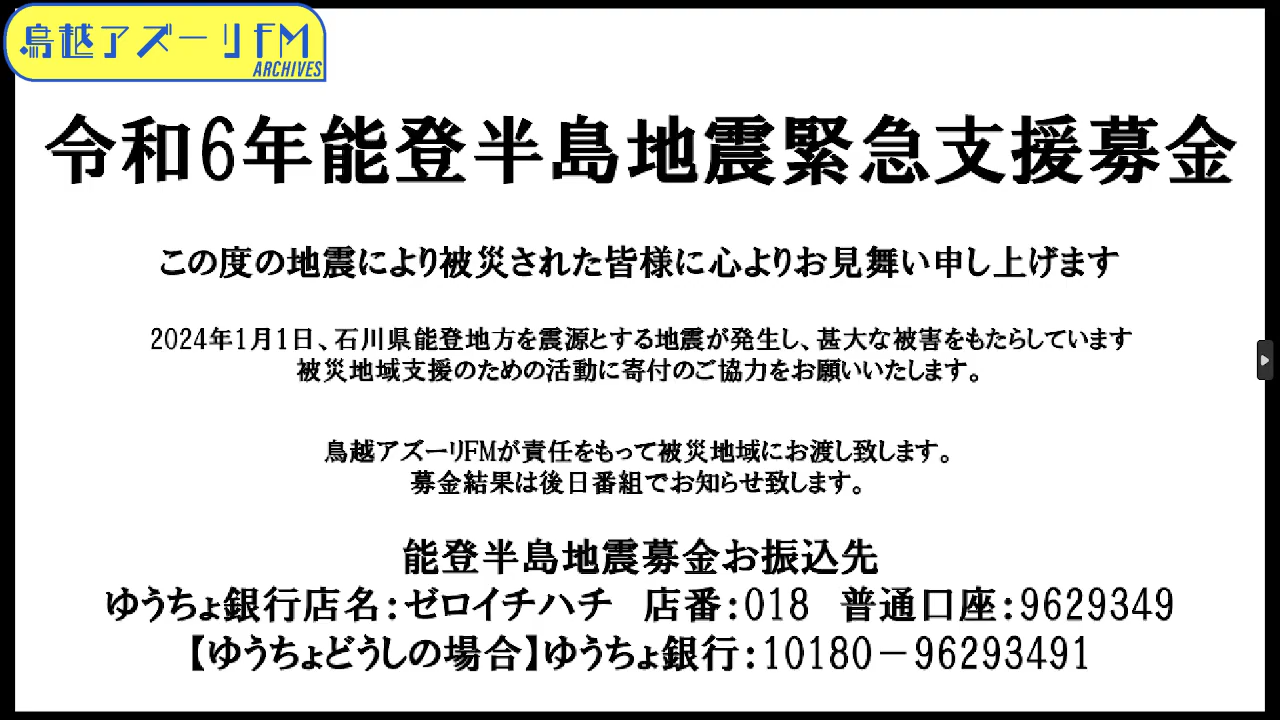 鳥越アズーリFM
ARCHIVES
令和6年能登半島地震緊急支援募金
この度の地震により被災された皆様に心よりお見舞い申し上げます
2024年1月1日、石川県能登地方を震源とする地震が発生し、甚大な被害をもたらしています
被災地域支援のための活動に寄付のご協力をお願いいたします。
鳥越アズーリFMが責任をもって被災地域にお渡し致します。
募金結果は後日番組でお知らせ致します。
能登半島地震募金お振込先
ゆうちょ銀行店名：ゼロイチハチ　店番：018　普通口座：9629349
【ゆうちょどうしの場合】ゆうちょ銀行：10180－96293491